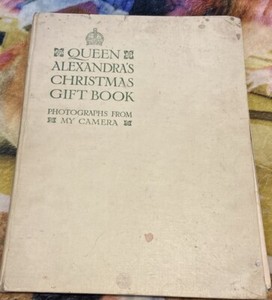 QUEEN
ALEXANDRA'S
CHRISTMAS
GIFT BOOK
PHOTOGRAPHS FROM
MY CAMERA